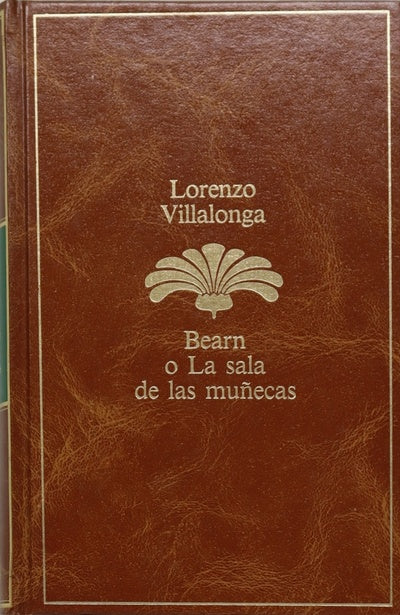 Lorenzo
Villalonga
Bearn
o La sala
de las muñecas